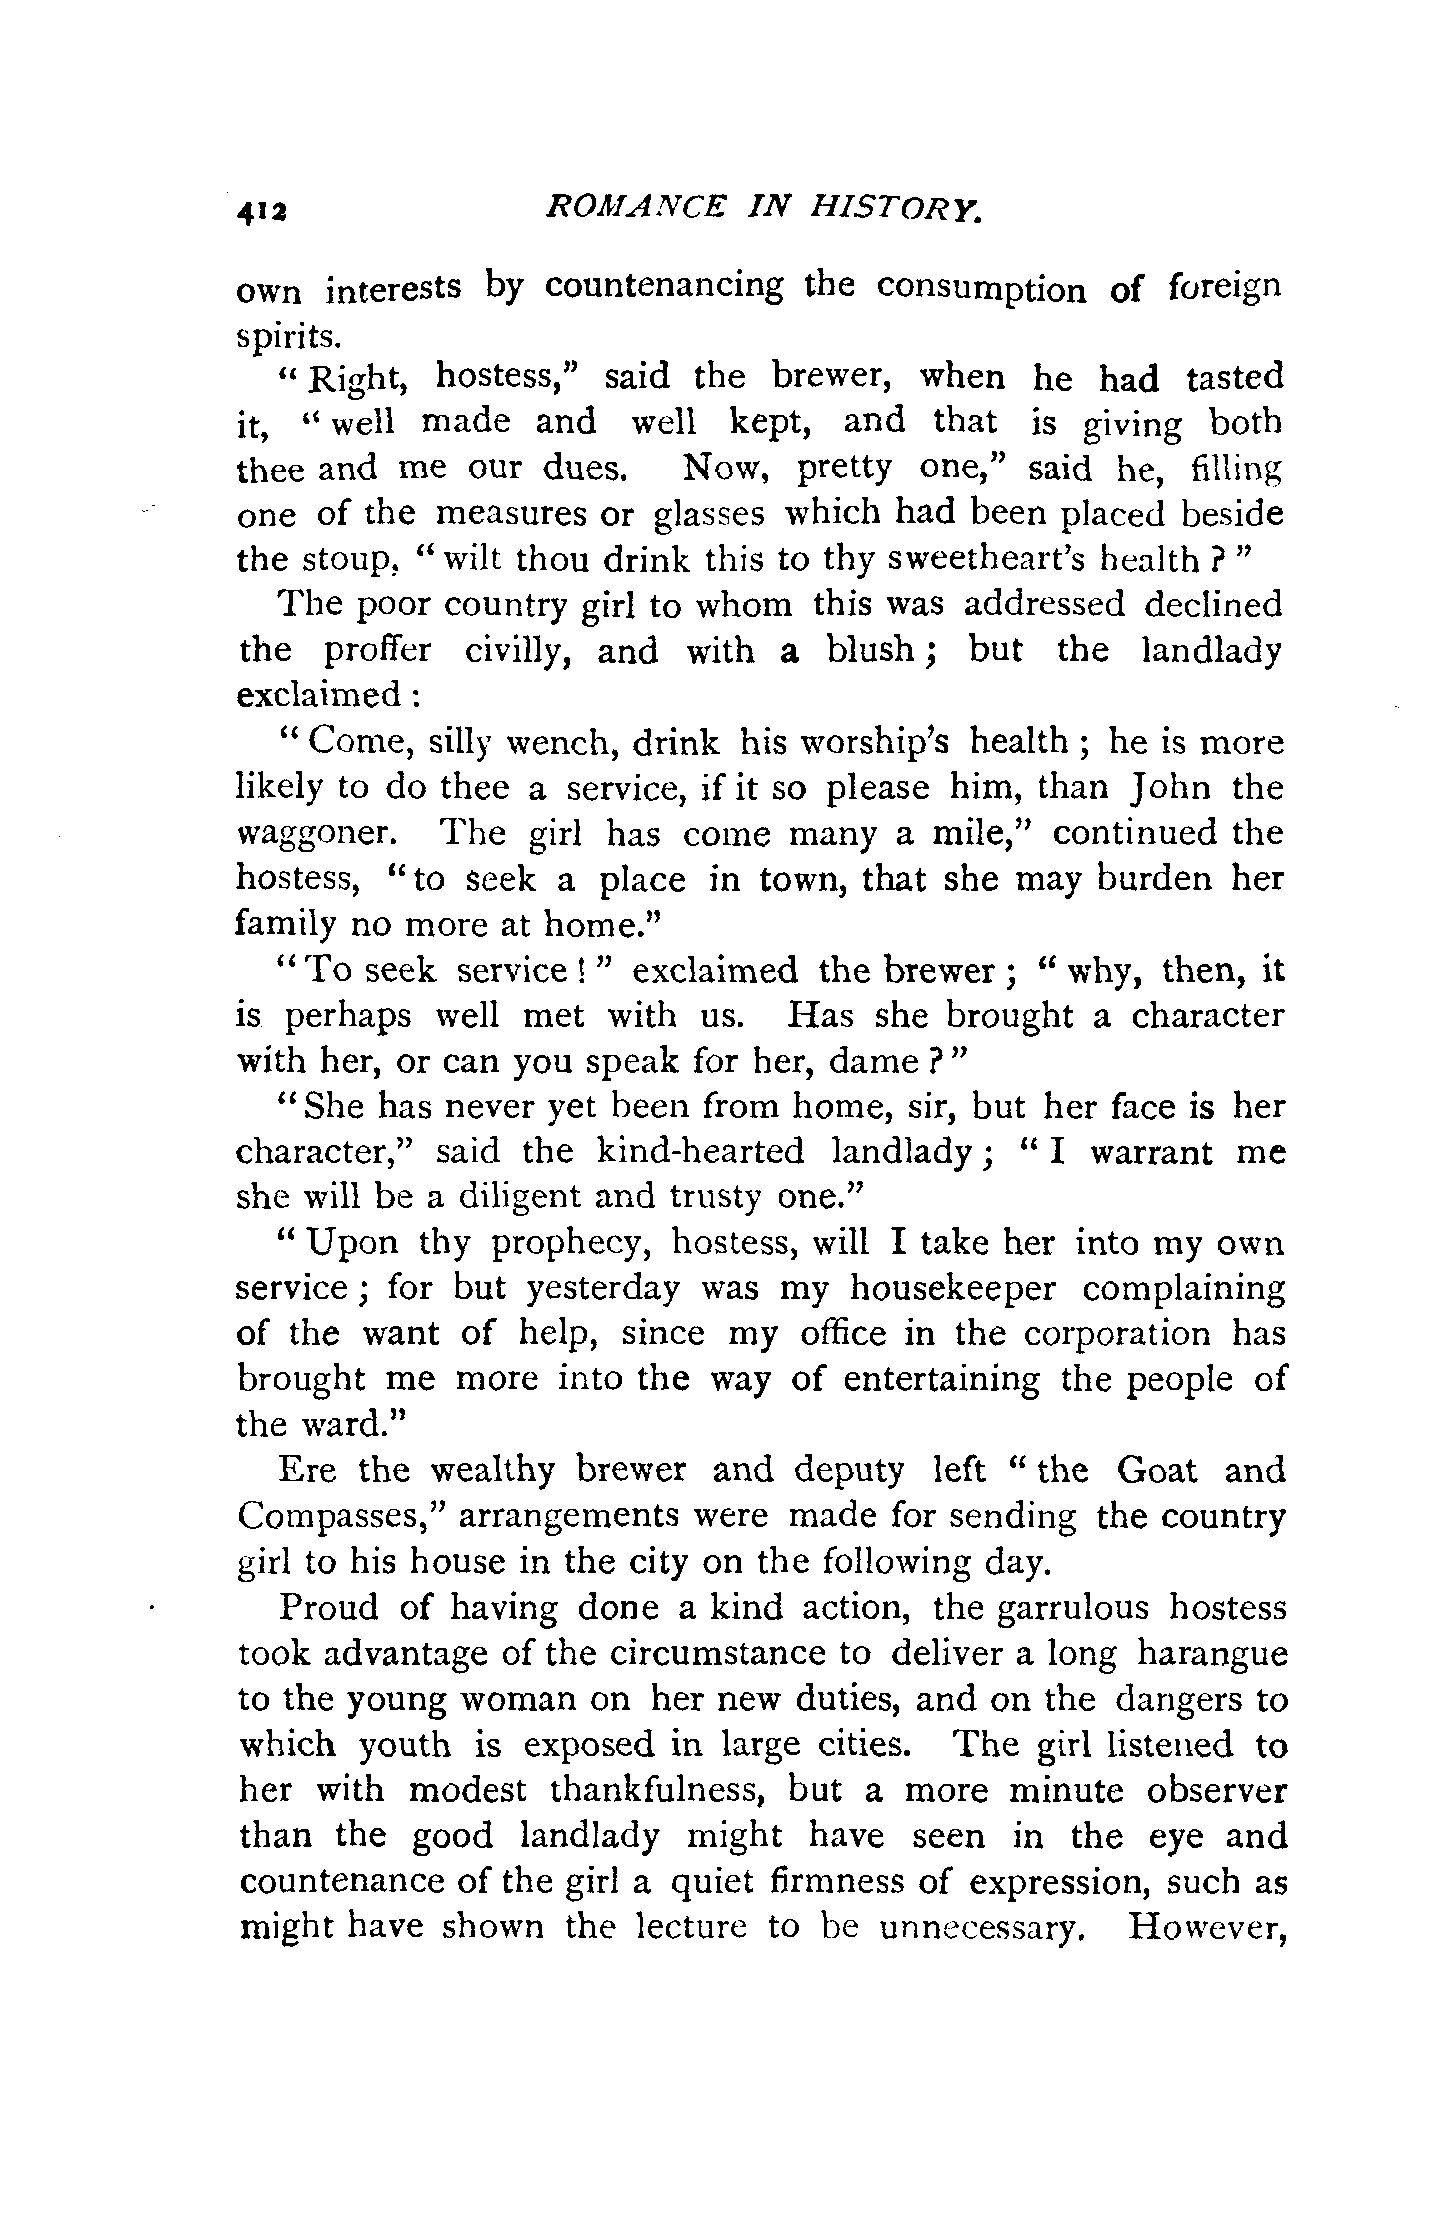 412 ROMANCE IN HISTORY.
own interests by countenancing the consumption of foreign
spirits.
" Right, hostess," said the brewer, when he had tasted
it, " well made and well kept, and that is giving both
thee and me our dues. Now, pretty one," said he, filling
one of the measures or glasses which had been placed beside
the stoup, " wilt thou drink this to thy sweetheart's health ? "
The poor country girl to whom this was addressed declined
the proffer civilly, and with a blush ; but the landlady
exclaimed :
" Come, silly wench, drink his worship's health ; he is more
likely to do thee a service, if it so please him, than John the
waggoner. The girl has come many a mile," continued the
hostess, " to seek a place in town, that she may burden her
family no more at home."
" To seek service ! " exclaimed the brewer ; " why, then, it
is perhaps well met with us. Has she brought a character
with her, or can you speak for her, dame ? "
" She has never yet been from home, sir, but her face is her
character," said the kind-hearted landlady ; " I warrant me
she will be a diligent and trusty one."
" Upon thy prophecy, hostess, will I take her into my own
service ; for but yesterday was my housekeeper complaining
of the want of help, since my office in the corporation has
brought me more into the way of entertaining the people of
the ward."
Ere the wealthy brewer and deputy left " the Goat and
Compasses," arrangements were made for sending the country
girl to his house in the city on the following day.
Proud of having done a kind action, the garrulous hostess
took advantage of the circumstance to deliver a long harangue
to the young woman on her new duties, and on the dangers to
which youth is exposed in large cities. The girl listened to
her with modest thankfulness, but a more minute observer
than the good landlady might have seen in the eye and
countenance of the girl a quiet firmness of expression, such as
might have shown the lecture to be unnecessary. However,